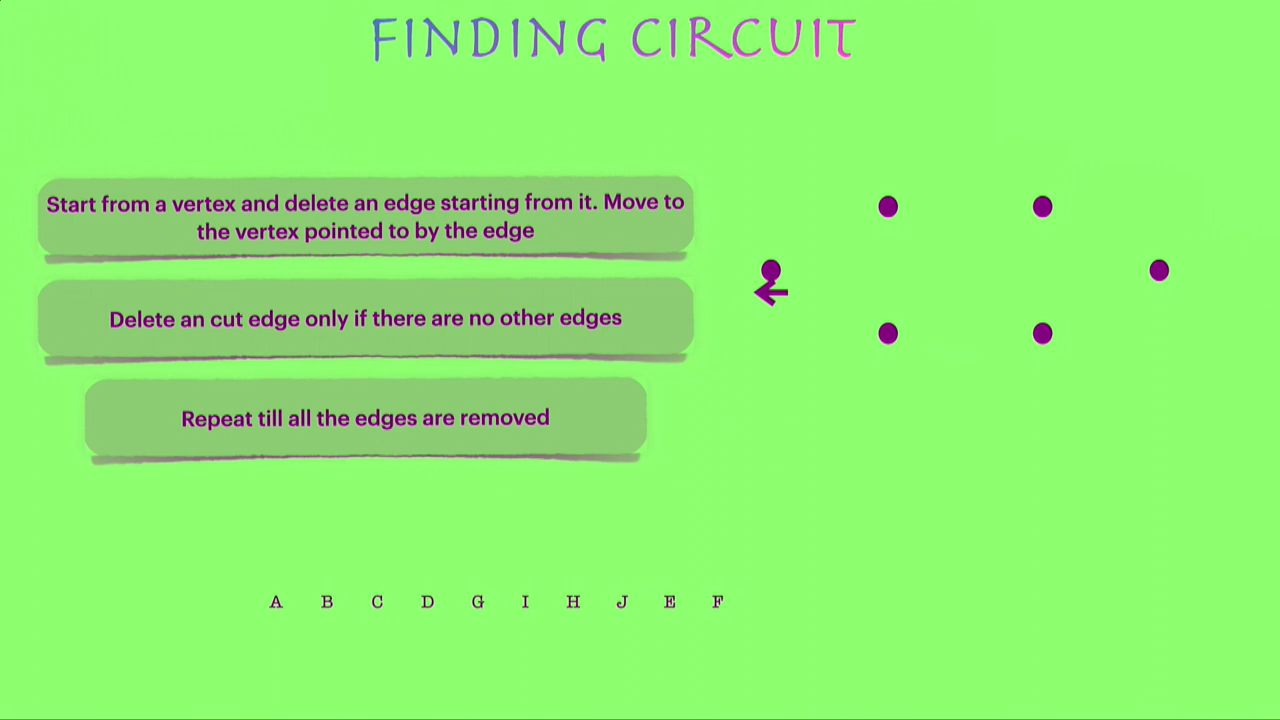 FINDING CIRCUIT
Start from a vertex and delete an edge starting from it. Move to
the vertex pointed to by the edge
Delete an cut edge only if there are no other edges
Repeat till all the edges are removed
A B C D G I H J E F